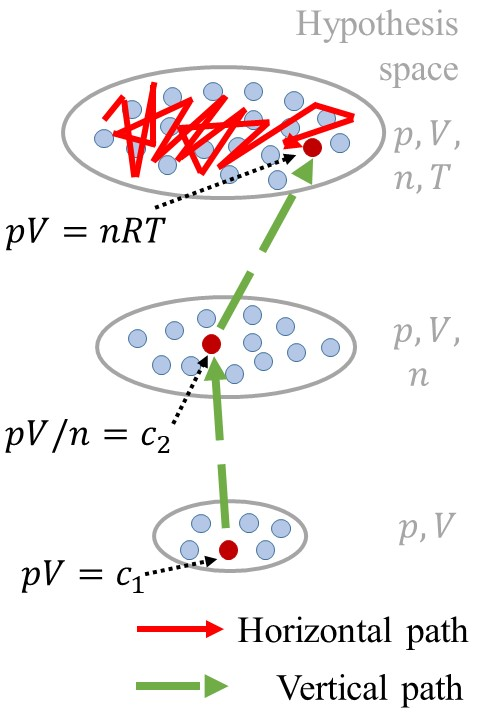 Hypothesis
space
p, V,
n, T
pV = nRT
p, V,
n
pV/n = c₂
p, V
pV = c₁
Horizontal path
Vertical path